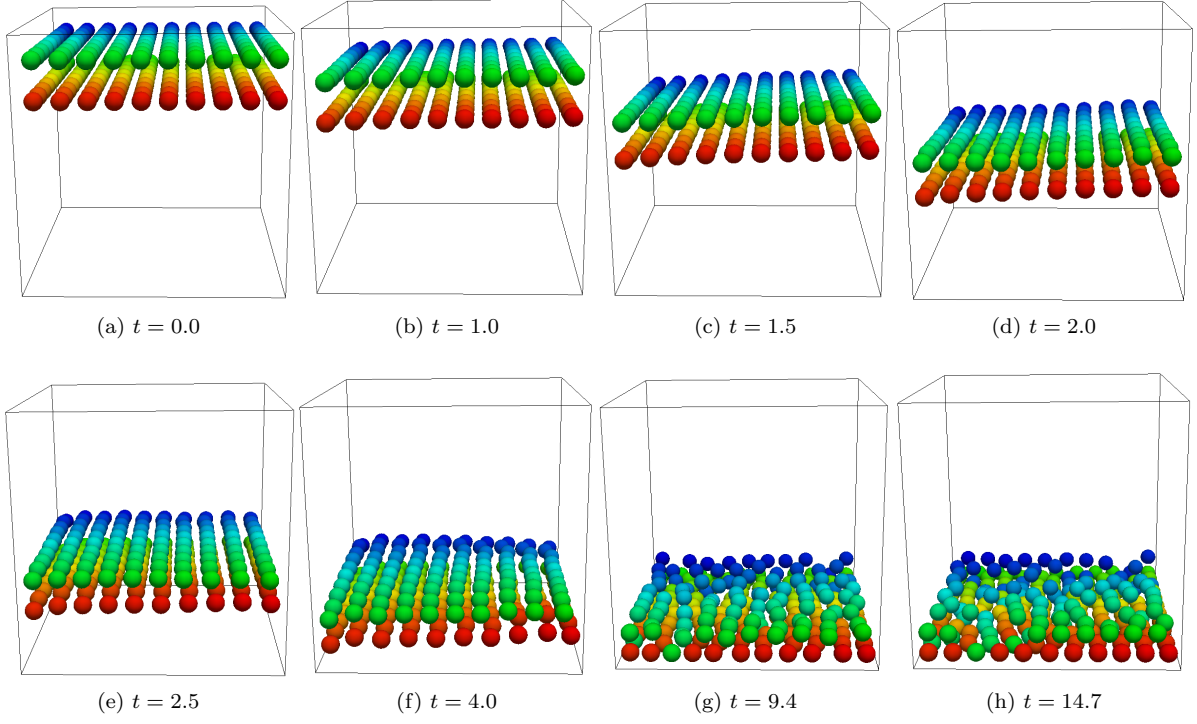 (a) t = 0.0
(b) t = 1.0
(c) t = 1.5
(d) t = 2.0
(e) t = 2.5
(f) t = 4.0
(g) t = 9.4
(h) t = 14.7